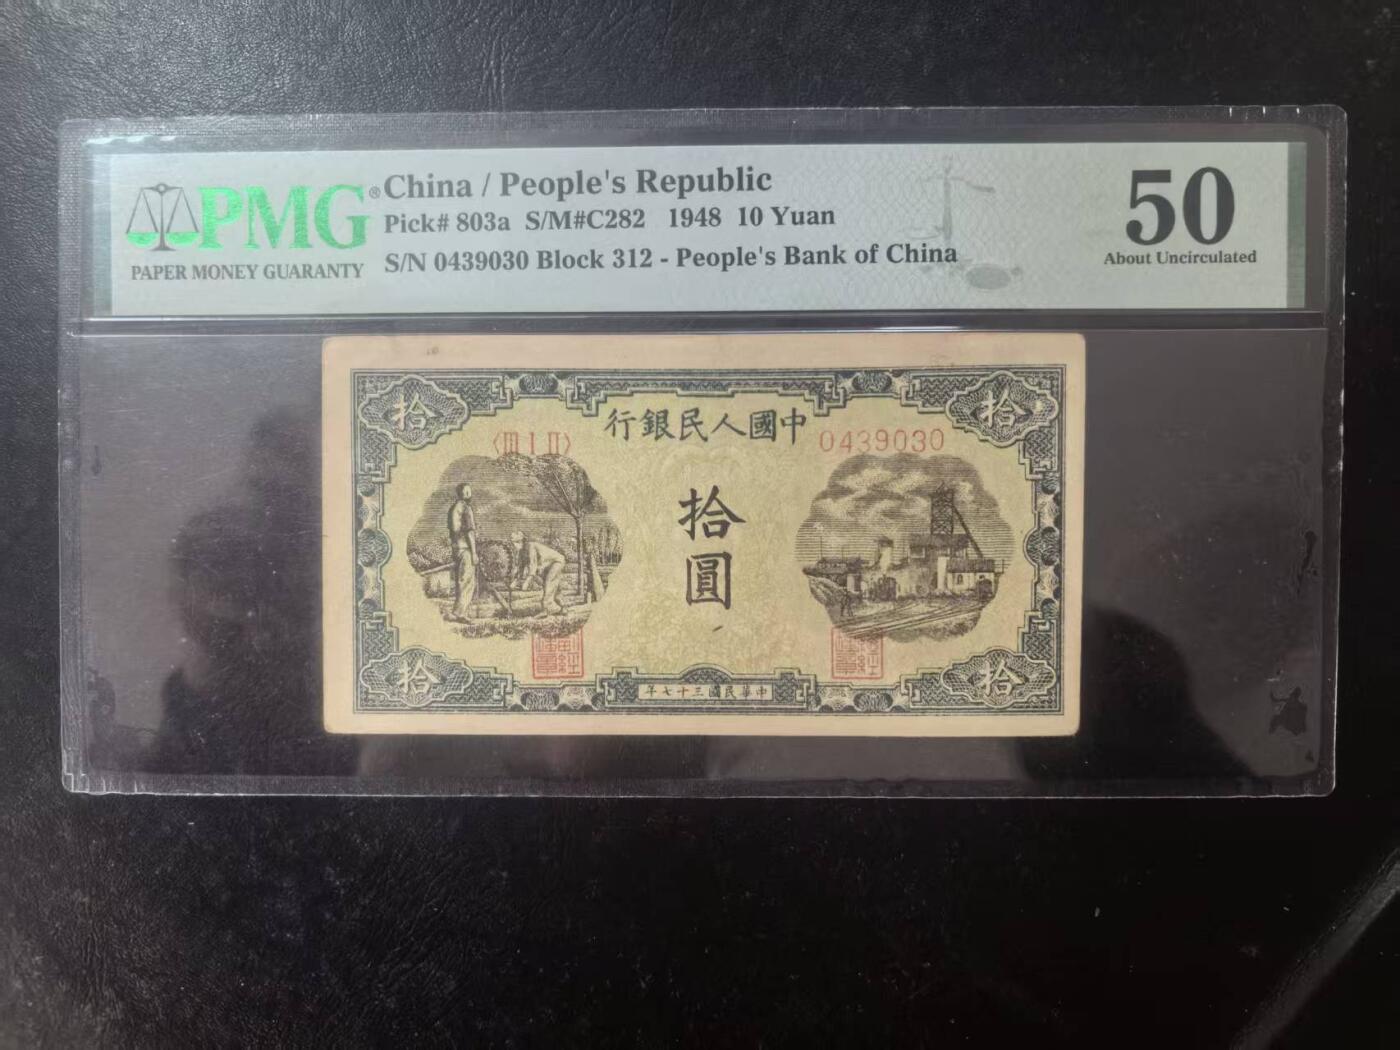 PMG®
PAPER MONEY GUARANTY
China / People's Republic
Pick# 803a S/M#C282 1948 10 Yuan
S/N 0439030 Block 312 - People's Bank of China
50
About Uncirculated
拾
行銀民人國中
拾
〈III I II〉
0439030
拾
圓
拾
年七十三國民華中
拾